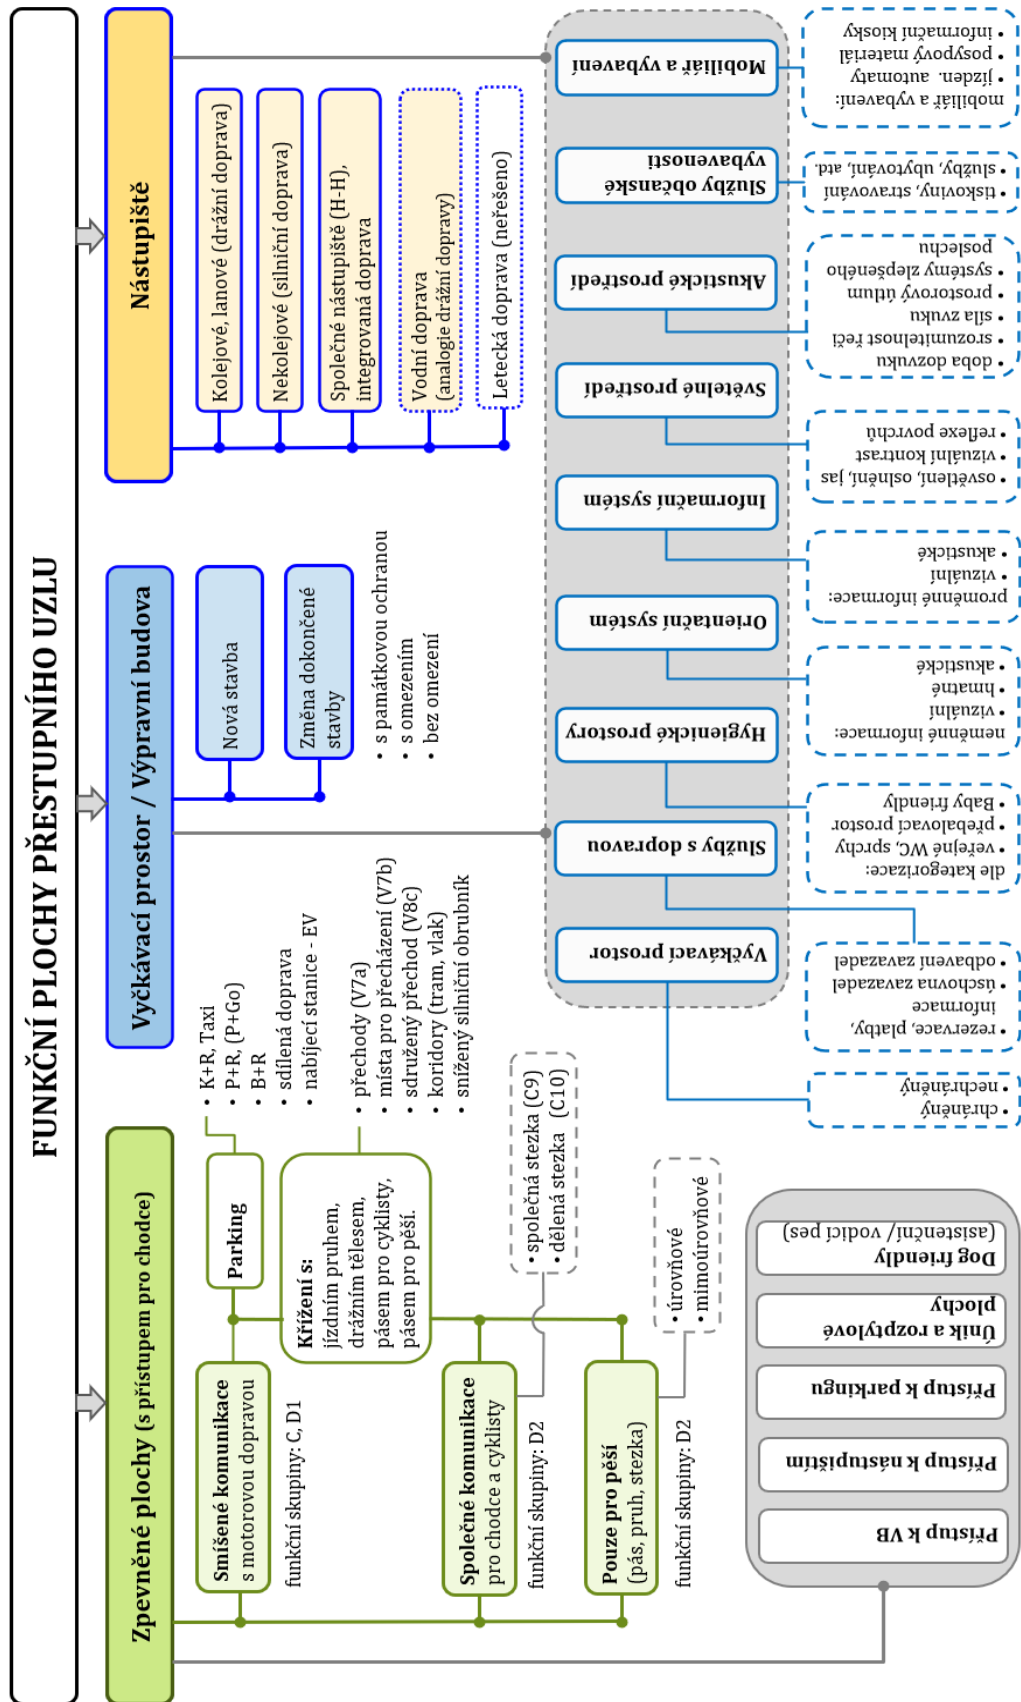 FUNKČNÍ PLOCHY PŘESTUPNÍHO UZLU
Zpevněné plochy (s přístupem pro chodce)
Smíšené komunikace
s motorovou dopravou
funkční skupiny: C, D1
Parking
• K+R, Taxi
• P+R, (P+Go)
• B+R
• sdílená doprava
• nabíjecí stanice - EV
Křížení s:
jízdním pruhem,
drážním tělesem,
pásem pro cyklisty,
pásem pro pěší.
• přechody (V7a)
• místa pro přecházení (V7b)
• sdružený přechod (V8c)
• koridory (tram, vlak)
• snížený silniční obrubník
Společné komunikace
pro chodce a cyklisty
funkční skupiny: D2
• společná stezka (C9)
• dělená stezka (C10)
Pouze pro pěší
(pás, pruh, stezka)
funkční skupiny: D2
• úrovňové
• mimoúrovňové
Přístup k VB
Přístup k nástupištím
Přístup k parkingu
Únik a rozptylové
plochy
Dog friendly
(asistenční/ vodící pes)
Vyčkávací prostor / Výpravní budova
Nová stavba
Změna dokončené
stavby
• s památkovou ochranou
• s omezením
• bez omezení
Nástupiště
Kolejové, lanové (drážní doprava)
Nekolejové (silniční doprava)
Společné nástupiště (H-H),
integrovaná doprava
Vodní doprava
(analogie drážní dopravy)
Letecká doprava (neřešeno)
Vyčkávací prostor
• chráněný
• nechráněný
Služby s dopravou
• rezervace, platby,
informace
• úschovna zavazadel
• odbavení zavazadel
Hygienické prostory
dle kategorizace:
• veřejné WC, sprchy
• přebalovací prostor
• Baby friendly
Orientační systém
neměnné informace:
• vizuální
• hmatné
• akustické
Informační systém
proměnné informace:
• vizuální
• akustické
Světelné prostředí
• osvětlení, oslnění, jas
• vizuální kontrast
• reflexe povrchů
Akustické prostředí
• doba dozvuku
• srozumitelnost řeči
• síla zvuku
• prostorový útlum
• systémy zlepšeného
poslechu
Služby občanské
vybavenosti
• tiskoviny, stravování
• služby, ubytování, atd.
Mobiliář a vybavení
mobiliář a vybavení:
• jízden. automaty
• posypový materiál
• informační kiosky